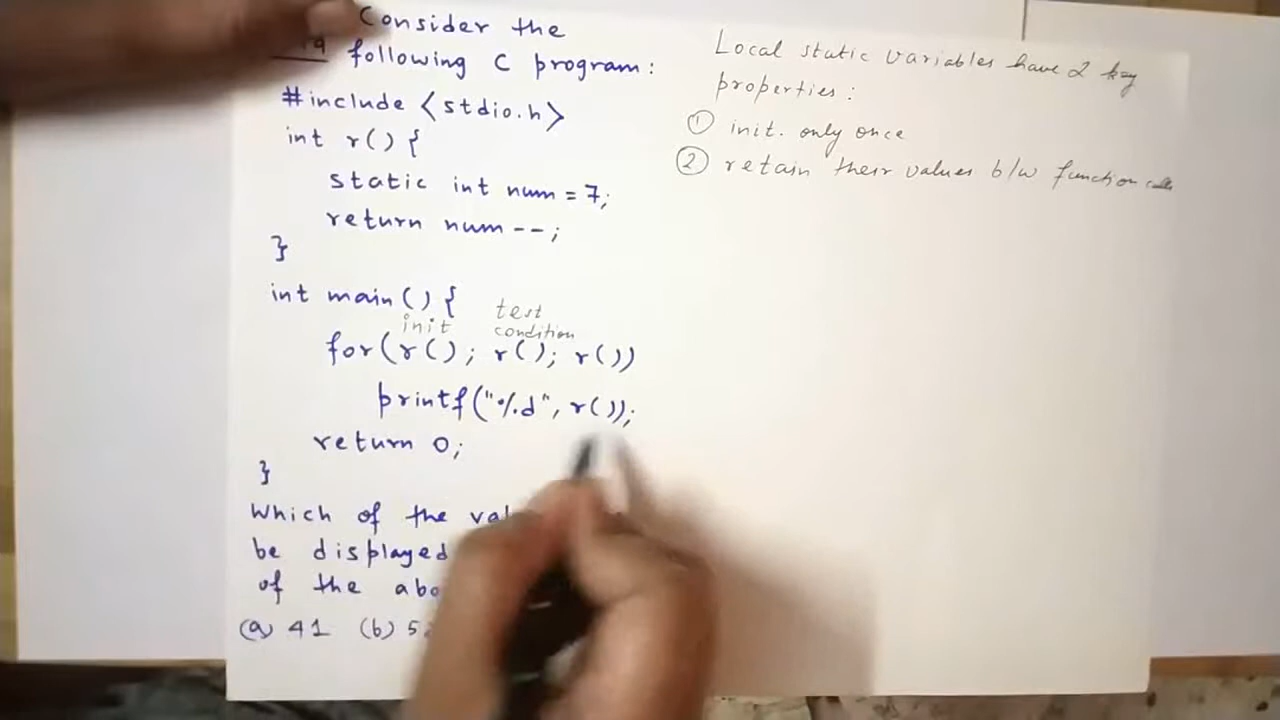 Consider the
following C program:
#include <stdio.h>
int r(){
static int num=7;
return num--;
}
int main(){
test
init condition
for(r(); r(); r())
printf("%d", r());
return 0;
}
Which of the
be displayed
of the
(a) 41 (b)
Local static variables have 2 key
properties:
① init. only once
② retain their values b/w function calls